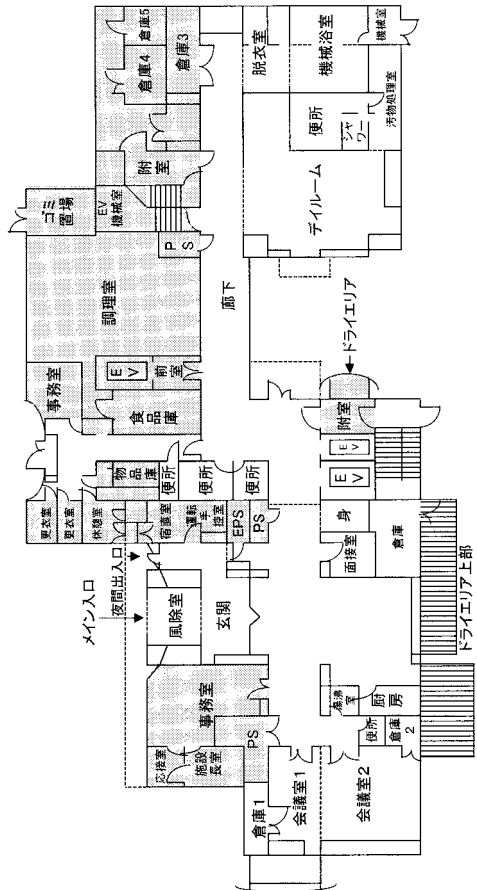 倉庫5
倉庫4
倉庫3
附室
EV
機械室
PS
ゴミ
置場
調理室
事務室
EV
前室
食品庫
物品庫
便所
便所
便所
更衣室
更衣室
休憩室
宿直室
運転
手
控室
EPS
PS
夜間出入口
メイン入口
風除室
玄関
事務室
応接室
施設
長室
PS
倉庫1
会議室1
会議室2
便所
倉庫
2
湯沸
室
厨房
面接室
身
倉庫
ドライエリア上部
EV
EV
附室
ドライエリア
廊下
デイルーム
便所
シャ
ワー
脱衣室
機械浴室
機械室
汚物処理室